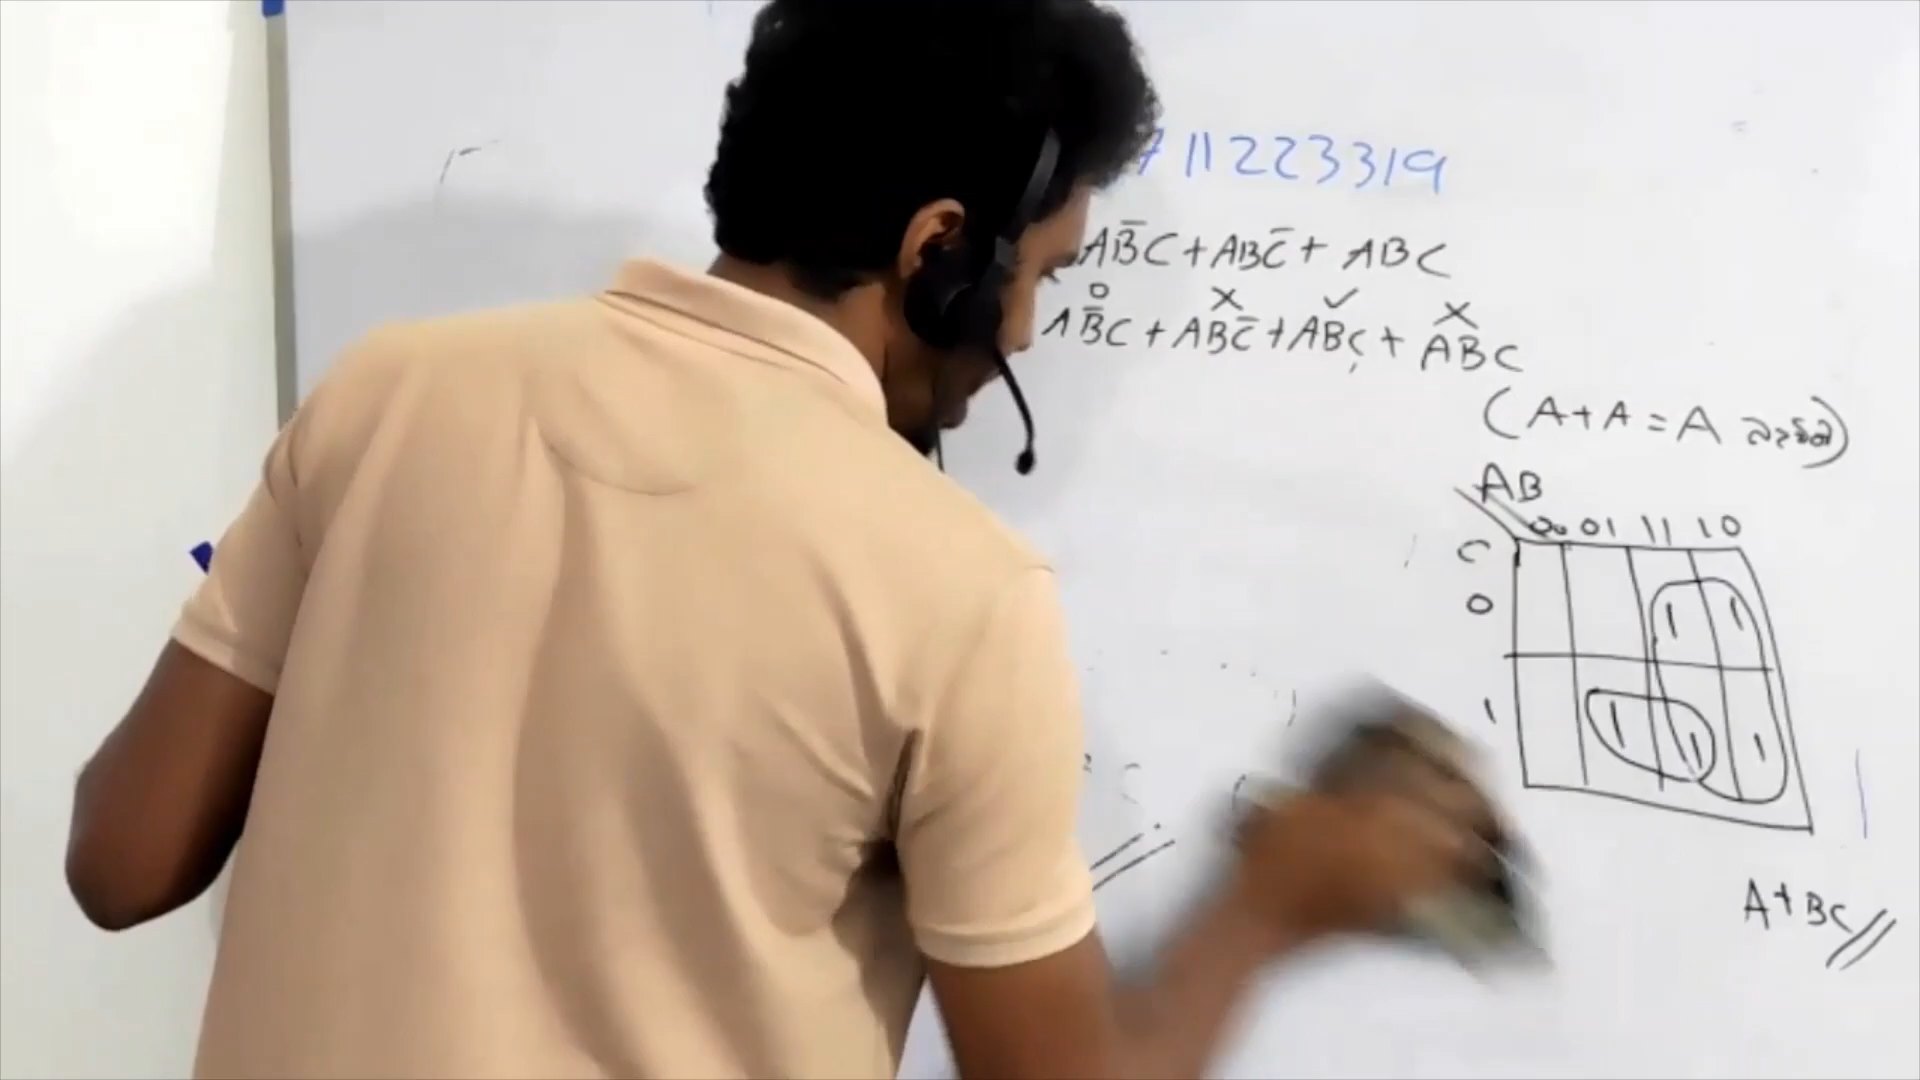 711223319
AB̅C + ABC̅ + ABC
O X ✓ X
AB̅C + ABC̅ + ABC + ABC
(A+A = A
AB
00 01 11 10
C
0 1 1
1 1 1 1
A+BC